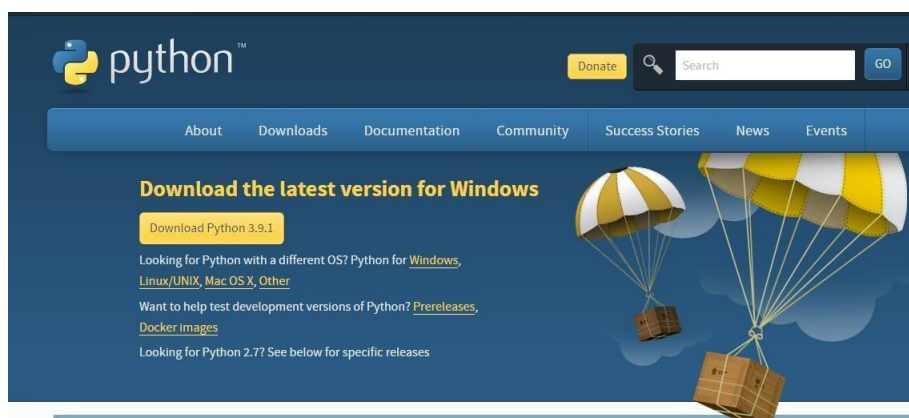 python™
Donate
Search
GO
About Downloads Documentation Community Success Stories News Events
Download the latest version for Windows
Download Python 3.9.1
Looking for Python with a different OS? Python for Windows,
Linux/UNIX, Mac OS X, Other
Want to help test development versions of Python? Prereleases,
Docker images
Looking for Python 2.7? See below for specific releases